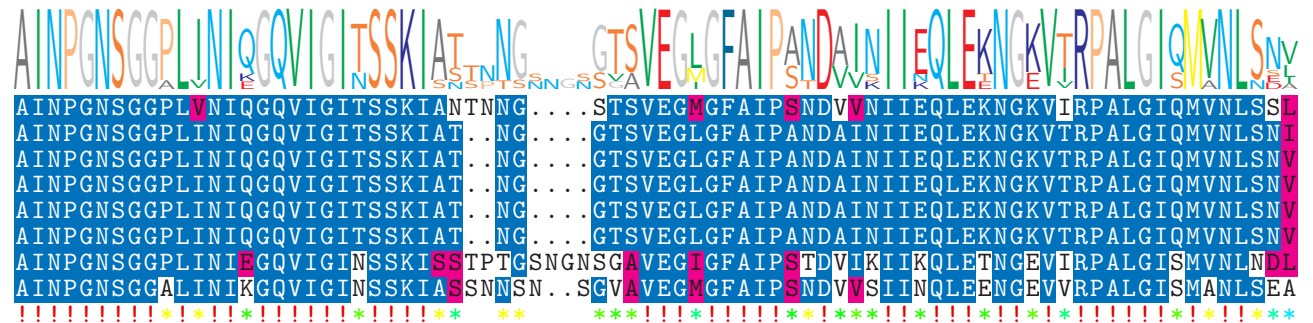 AINPGNSGGPLVNIQGQVIGITSSKIANTNNG....STSVEGMGFAIPSNDVVNIIEQLEKNGKVIRPALGIQMVNLSSL
AINPGNSGGPLINIQGQVIGITSSKIAT..NG....GTSVEGLGFAIPANDAINIIEQLEKNGKVTRPALGIQMVNLSNI
AINPGNSGGPLINIQGQVIGITSSKIAT..NG....GTSVEGLGFAIPANDAINIIEQLEKNGKVTRPALGIQMVNLSNV
AINPGNSGGPLINIQGQVIGITSSKIAT..NG....GTSVEGLGFAIPANDAINIIEQLEKNGKVTRPALGIQMVNLSNV
AINPGNSGGPLINIQGQVIGITSSKIAT..NG....GTSVEGLGFAIPANDAINIIEQLEKNGKVTRPALGIQMVNLSNV
AINPGNSGGPLINIQGQVIGITSSKIAT..NG....GTSVEGLGFAIPANDAINIIEQLEKNGKVTRPALGIQMVNLSNV
AINPGNSGGPLINIEGQVIGINSSKISSTPTGSNGNSGAVEGIGFAIPSTDVIKIIKQLETNGEVIRPALGISMVNLNDL
AINPGNSGGALINIKGQVIGINSSKIASSNNSN..SGVAVEGMGFAIPSNDVVSIINQLEENGEVVRPALGISMANLSEA
!!!!!!!!!*!*!!*!!!!!!*!!!!**  **    ***!!!*!!!!!**!***!!*!!!*!!*!*!!!!!!*!*!!***